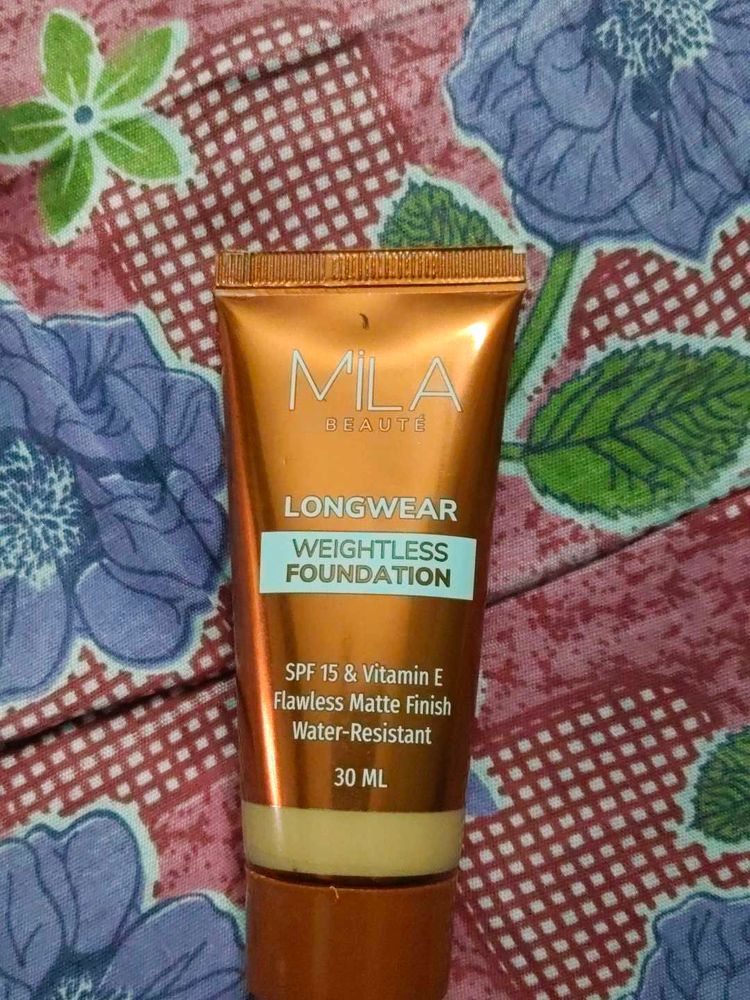 MiLA
BEAUTÉ
LONGWEAR
WEIGHTLESS
FOUNDATION
SPF 15 & Vitamin E
Flawless Matte Finish
Water-Resistant
30 ML